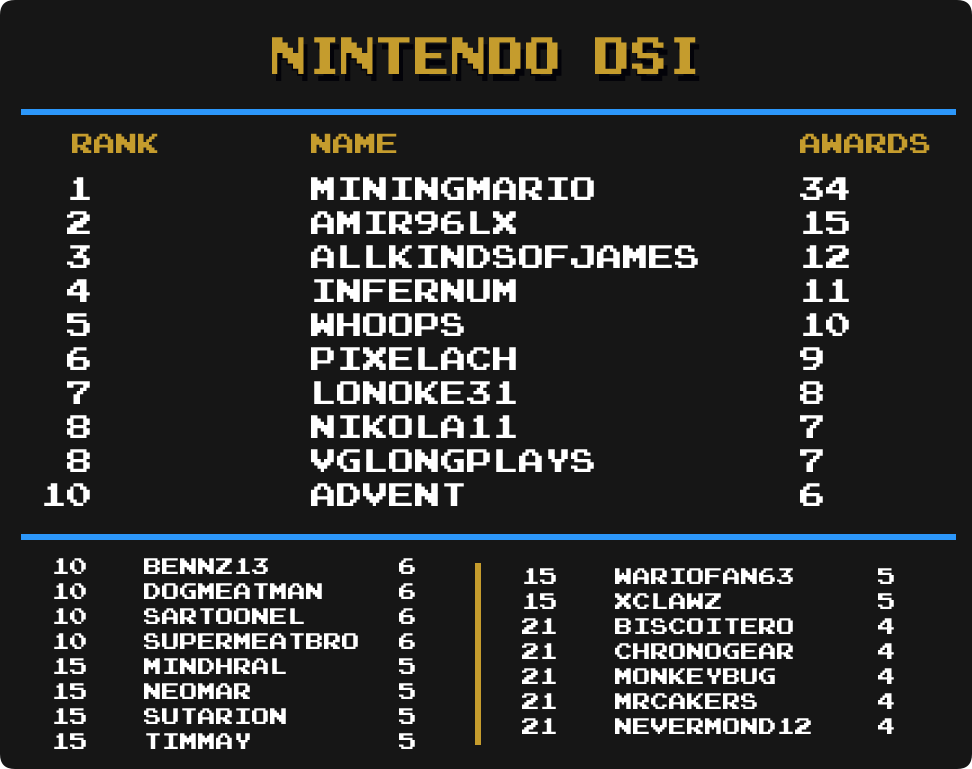 NINTENDO DSI
RANK NAME AWARDS
1 MININGMARIO 34
2 AMIR96LX 15
3 ALLKINDSOFJAMES 12
4 INFERNUM 11
5 WHOOPS 10
6 PIXELACH 9
7 LONOKE31 8
8 NIKOLA11 7
8 VGLONGPLAYS 7
10 ADVENT 6
10 BENNZ13 6
10 DOGMEATMAN 6
10 SARTOONEL 6
10 SUPERMEATBRO 6
15 MINDHRAL 5
15 NEOMAR 5
15 SUTARION 5
15 TIMMAY 5
15 WARIOFAN63 5
15 XCLAWZ 5
21 BISCOITERO 4
21 CHRONOGEAR 4
21 MONKEYBUG 4
21 MRCAKERS 4
21 NEVERMOND12 4